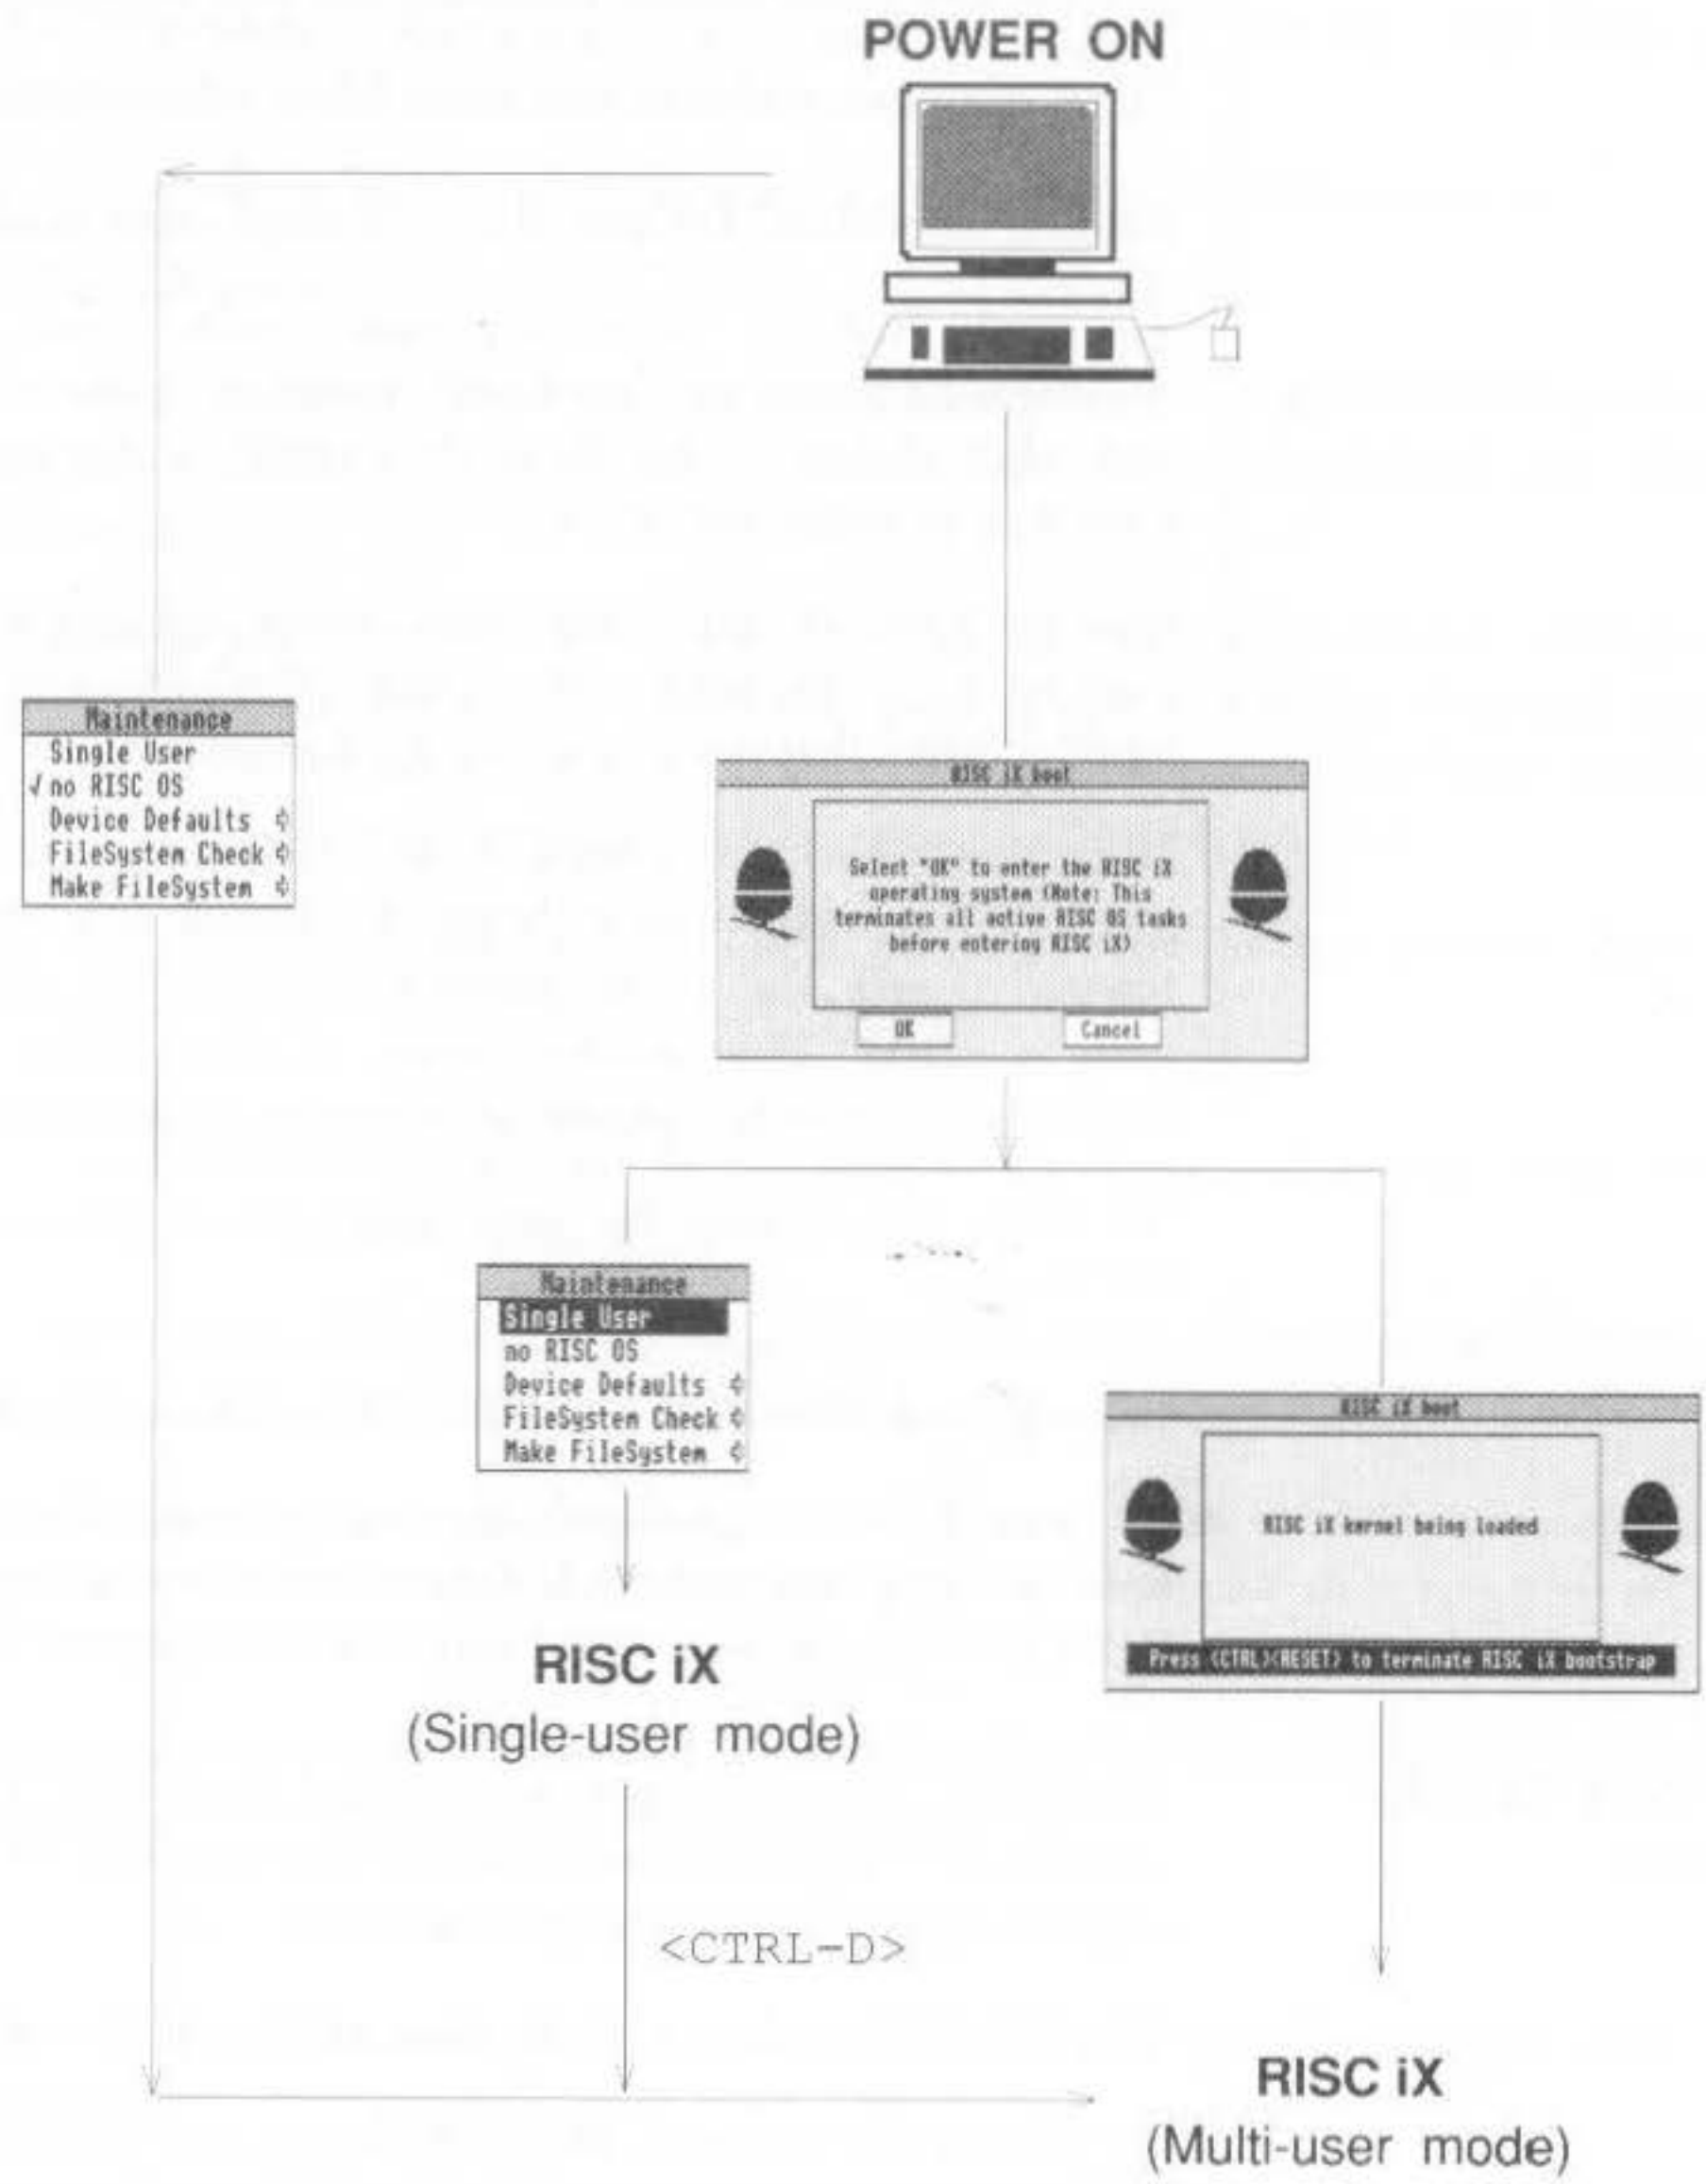 POWER ON
Maintenance
Single User
√ no RISC OS
Device Defaults ⇨
FileSystem Check ⇨
Make FileSystem ⇨
RISC iX boot
Select "OK" to enter the RISC iX
operating system (Note: This
terminates all active RISC OS tasks
before entering RISC iX)
OK
Cancel
Maintenance
Single User
no RISC OS
Device Defaults ⇨
FileSystem Check ⇨
Make FileSystem ⇨
RISC iX boot
RISC iX kernel being loaded
Press <CTRL><RESET> to terminate RISC iX bootstrap
RISC iX
(Single-user mode)
<CTRL-D>
RISC iX
(Multi-user mode)